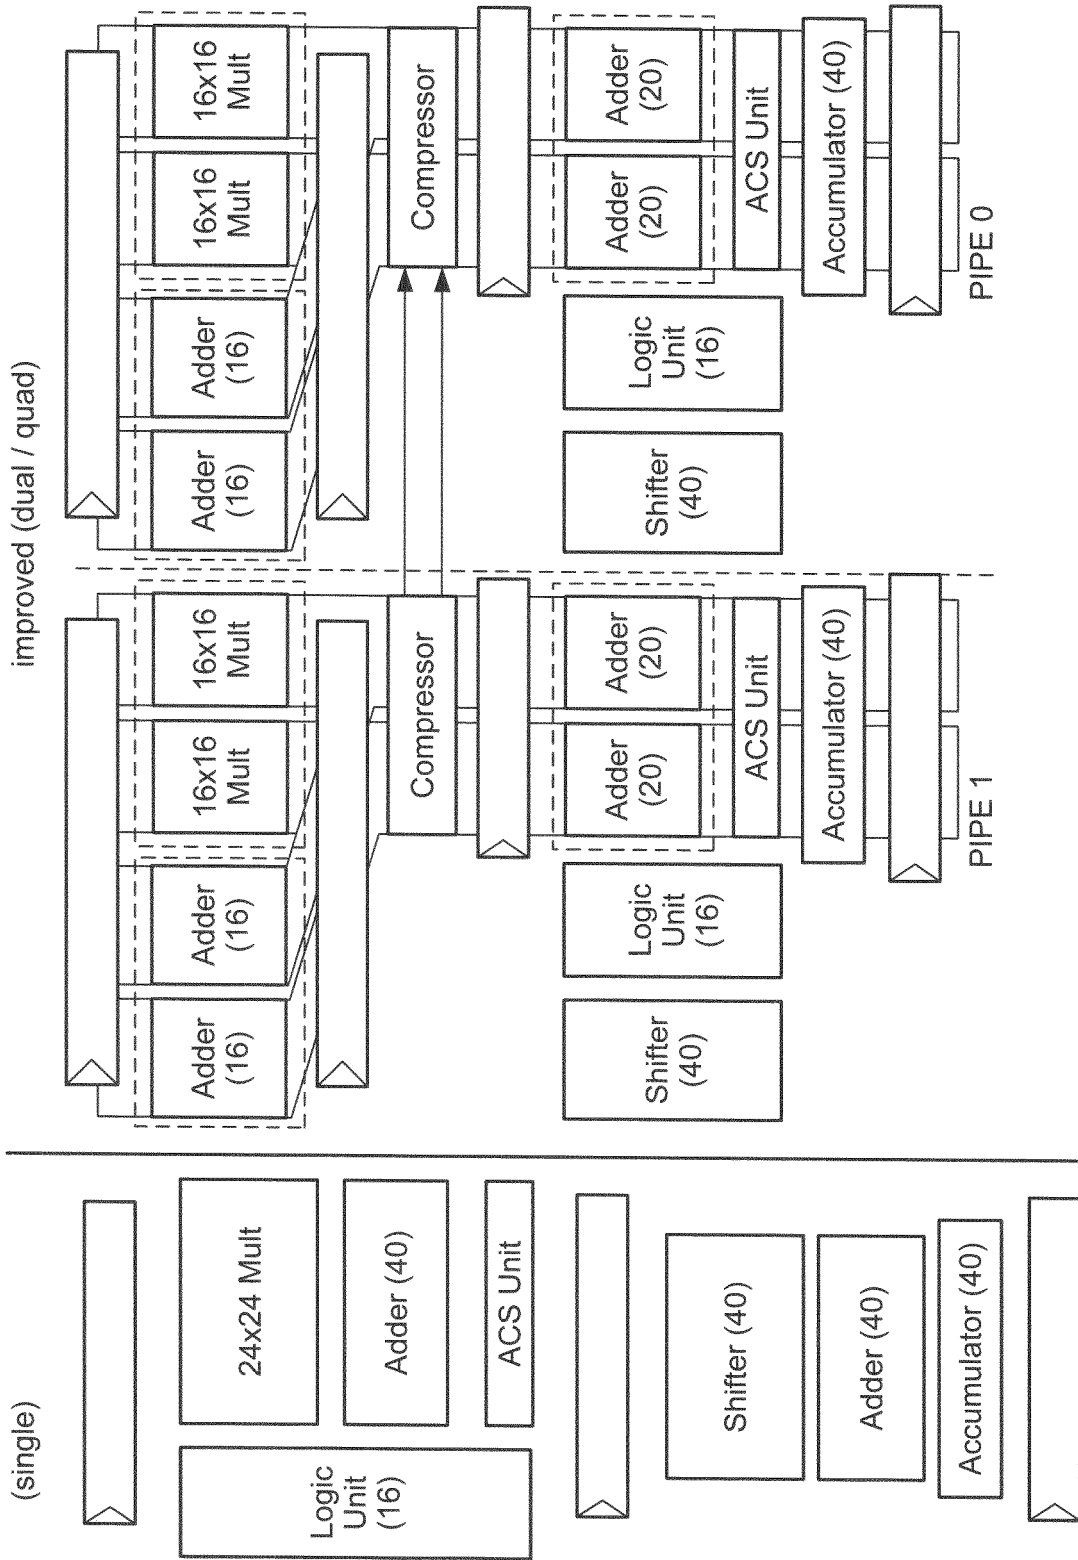 (single)
Logic
Unit
(16)
24x24 Mult
Adder (40)
ACS Unit
Shifter (40)
Adder (40)
Accumulator (40)
improved (dual / quad)
Adder
(16)
Adder
(16)
16x16
Mult
16x16
Mult
Compressor
Shifter
(40)
Logic
Unit
(16)
Adder
(20)
Adder
(20)
ACS Unit
Accumulator (40)
PIPE 1
Adder
(16)
Adder
(16)
16x16
Mult
16x16
Mult
Compressor
Shifter
(40)
Logic
Unit
(16)
Adder
(20)
Adder
(20)
ACS Unit
Accumulator (40)
PIPE 0